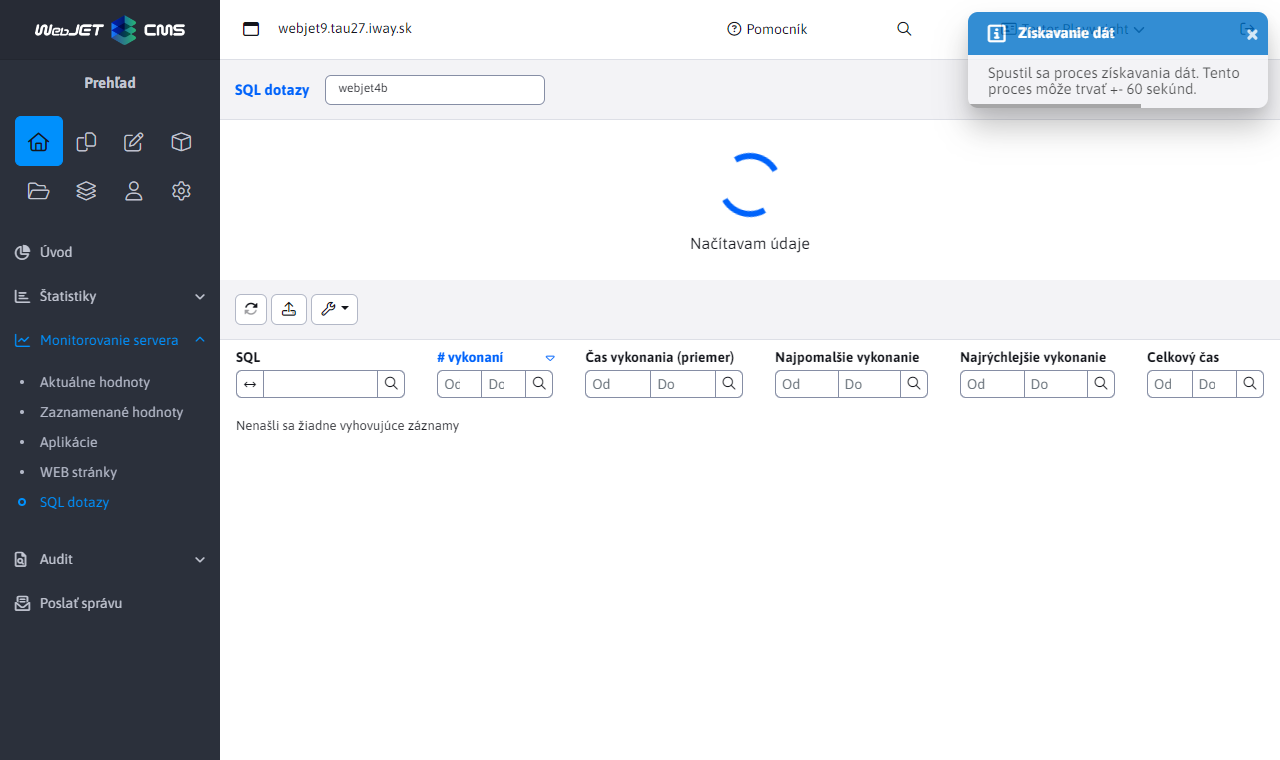 WebJET CMS
webjet9.tau27.iway.sk
Pomocník
Získavanie dát
Spustil sa proces získavania dát. Tento
proces môže trvať +- 60 sekúnd.
Prehľad
SQL dotazy
webjet4b
Načítavam údaje
Úvod
Štatistiky
Monitorovanie servera
Aktuálne hodnoty
Zaznamenané hodnoty
Aplikácie
WEB stránky
SQL dotazy
Audit
Poslať správu
SQL # vykonaní Čas vykonania (priemer) Najpomalšie vykonanie Najrýchlejšie vykonanie Celkový čas
Od Do Od Do Od Do Od Do Od Do
Nenašli sa žiadne vyhovujúce záznamy